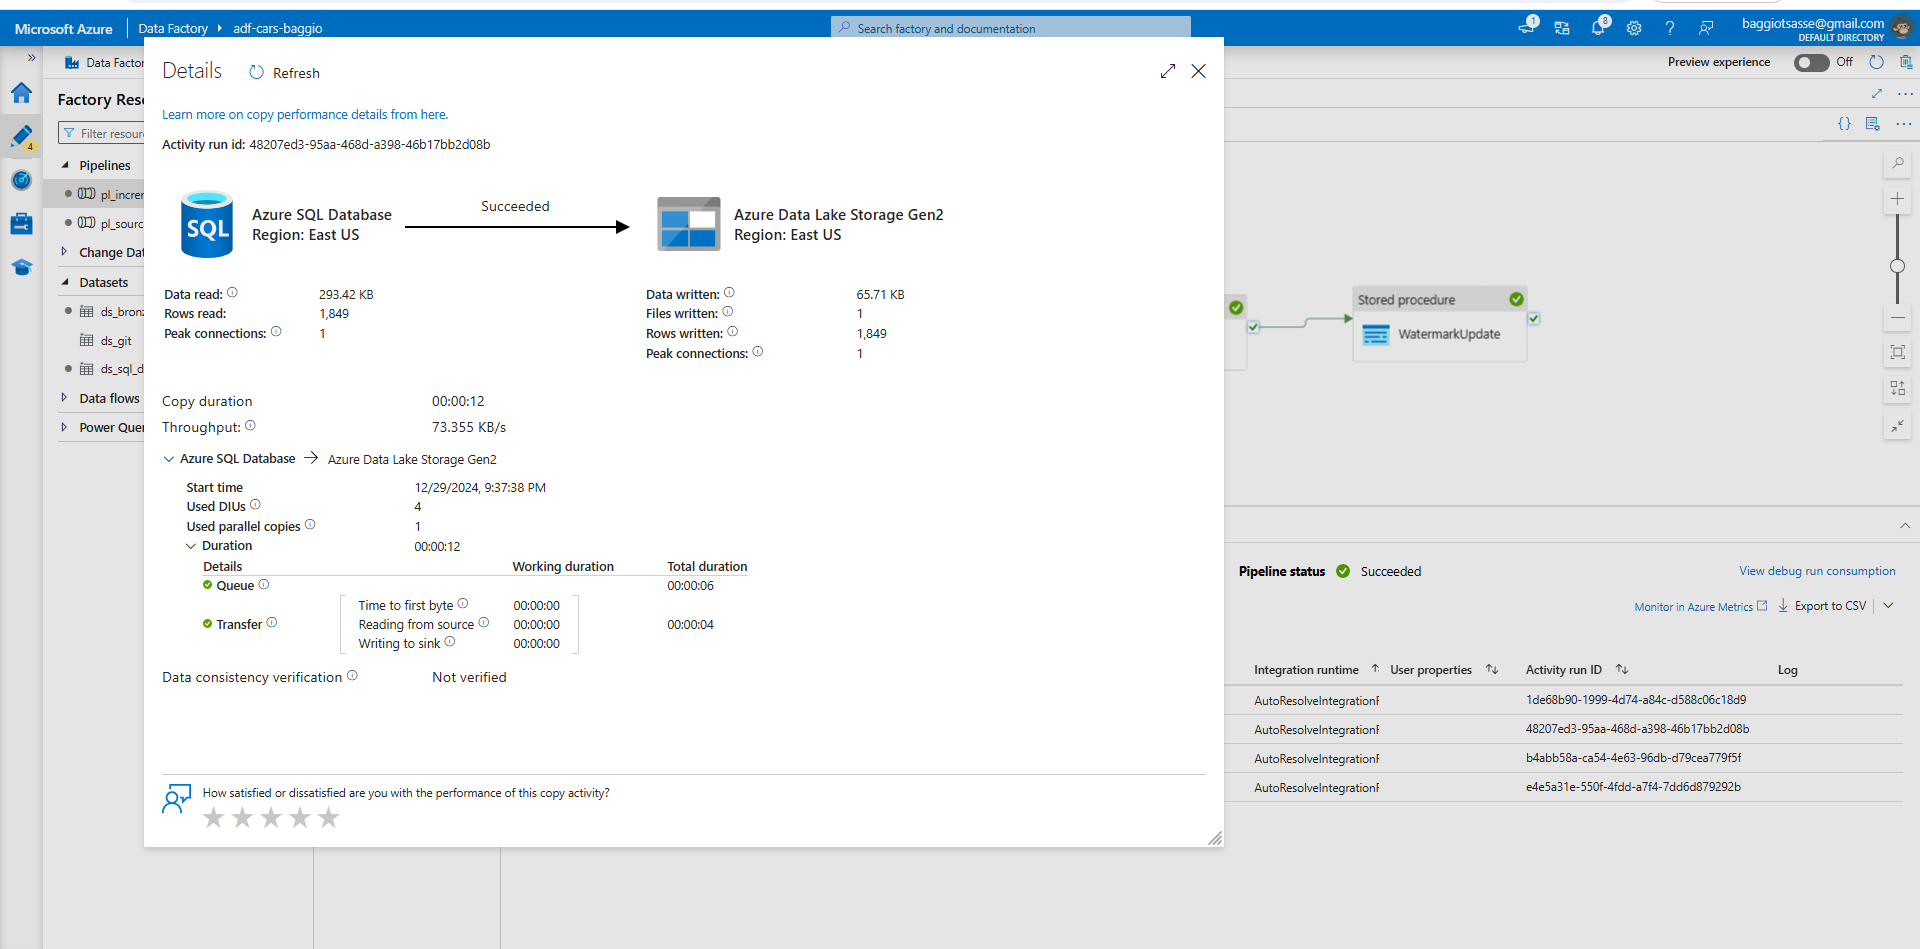 Microsoft Azure
Data Factory
adf-cars-baggio
Search factory and documentation
1
8
baggiotsasse@gmail.com
DEFAULT DIRECTORY
Data Factor
Preview experience
Off
Factory Res
Filter resour
4
Pipelines
pl_increr
pl_sourc
Change Dat
Datasets
ds_bronz
ds_git
ds_sql_d
Data flows
Power Quer
Details
Refresh
Learn more on copy performance details from here.
Activity run id: 48207ed3-95aa-468d-a398-46b17bb2d08b
SQL
Azure SQL Database
Region: East US
Succeeded
Azure Data Lake Storage Gen2
Region: East US
Data read: 293.42 KB
Rows read: 1,849
Peak connections: 1
Data written: 65.71 KB
Files written: 1
Rows written: 1,849
Peak connections: 1
Copy duration 00:00:12
Throughput: 73.355 KB/s
Azure SQL Database → Azure Data Lake Storage Gen2
Start time 12/29/2024, 9:37:38 PM
Used DIUs 4
Used parallel copies 1
Duration 00:00:12
Details Working duration Total duration
Queue 00:00:06
Time to first byte 00:00:00
Transfer Reading from source 00:00:00 00:00:04
Writing to sink 00:00:00
Data consistency verification Not verified
How satisfied or dissatisfied are you with the performance of this copy activity?
Stored procedure
WatermarkUpdate
Pipeline status Succeeded
View debug run consumption
Monitor in Azure Metrics
Export to CSV
Integration runtime User properties Activity run ID Log
AutoResolveIntegrationR 1de68b90-1999-4d74-a84c-d588c06c18d9
AutoResolveIntegrationR 48207ed3-95aa-468d-a398-46b17bb2d08b
AutoResolveIntegrationR b4abb58a-ca54-4e63-96db-d79cea779f5f
AutoResolveIntegrationR e4e5a31e-550f-4fdd-a7f4-7dd6d879292b